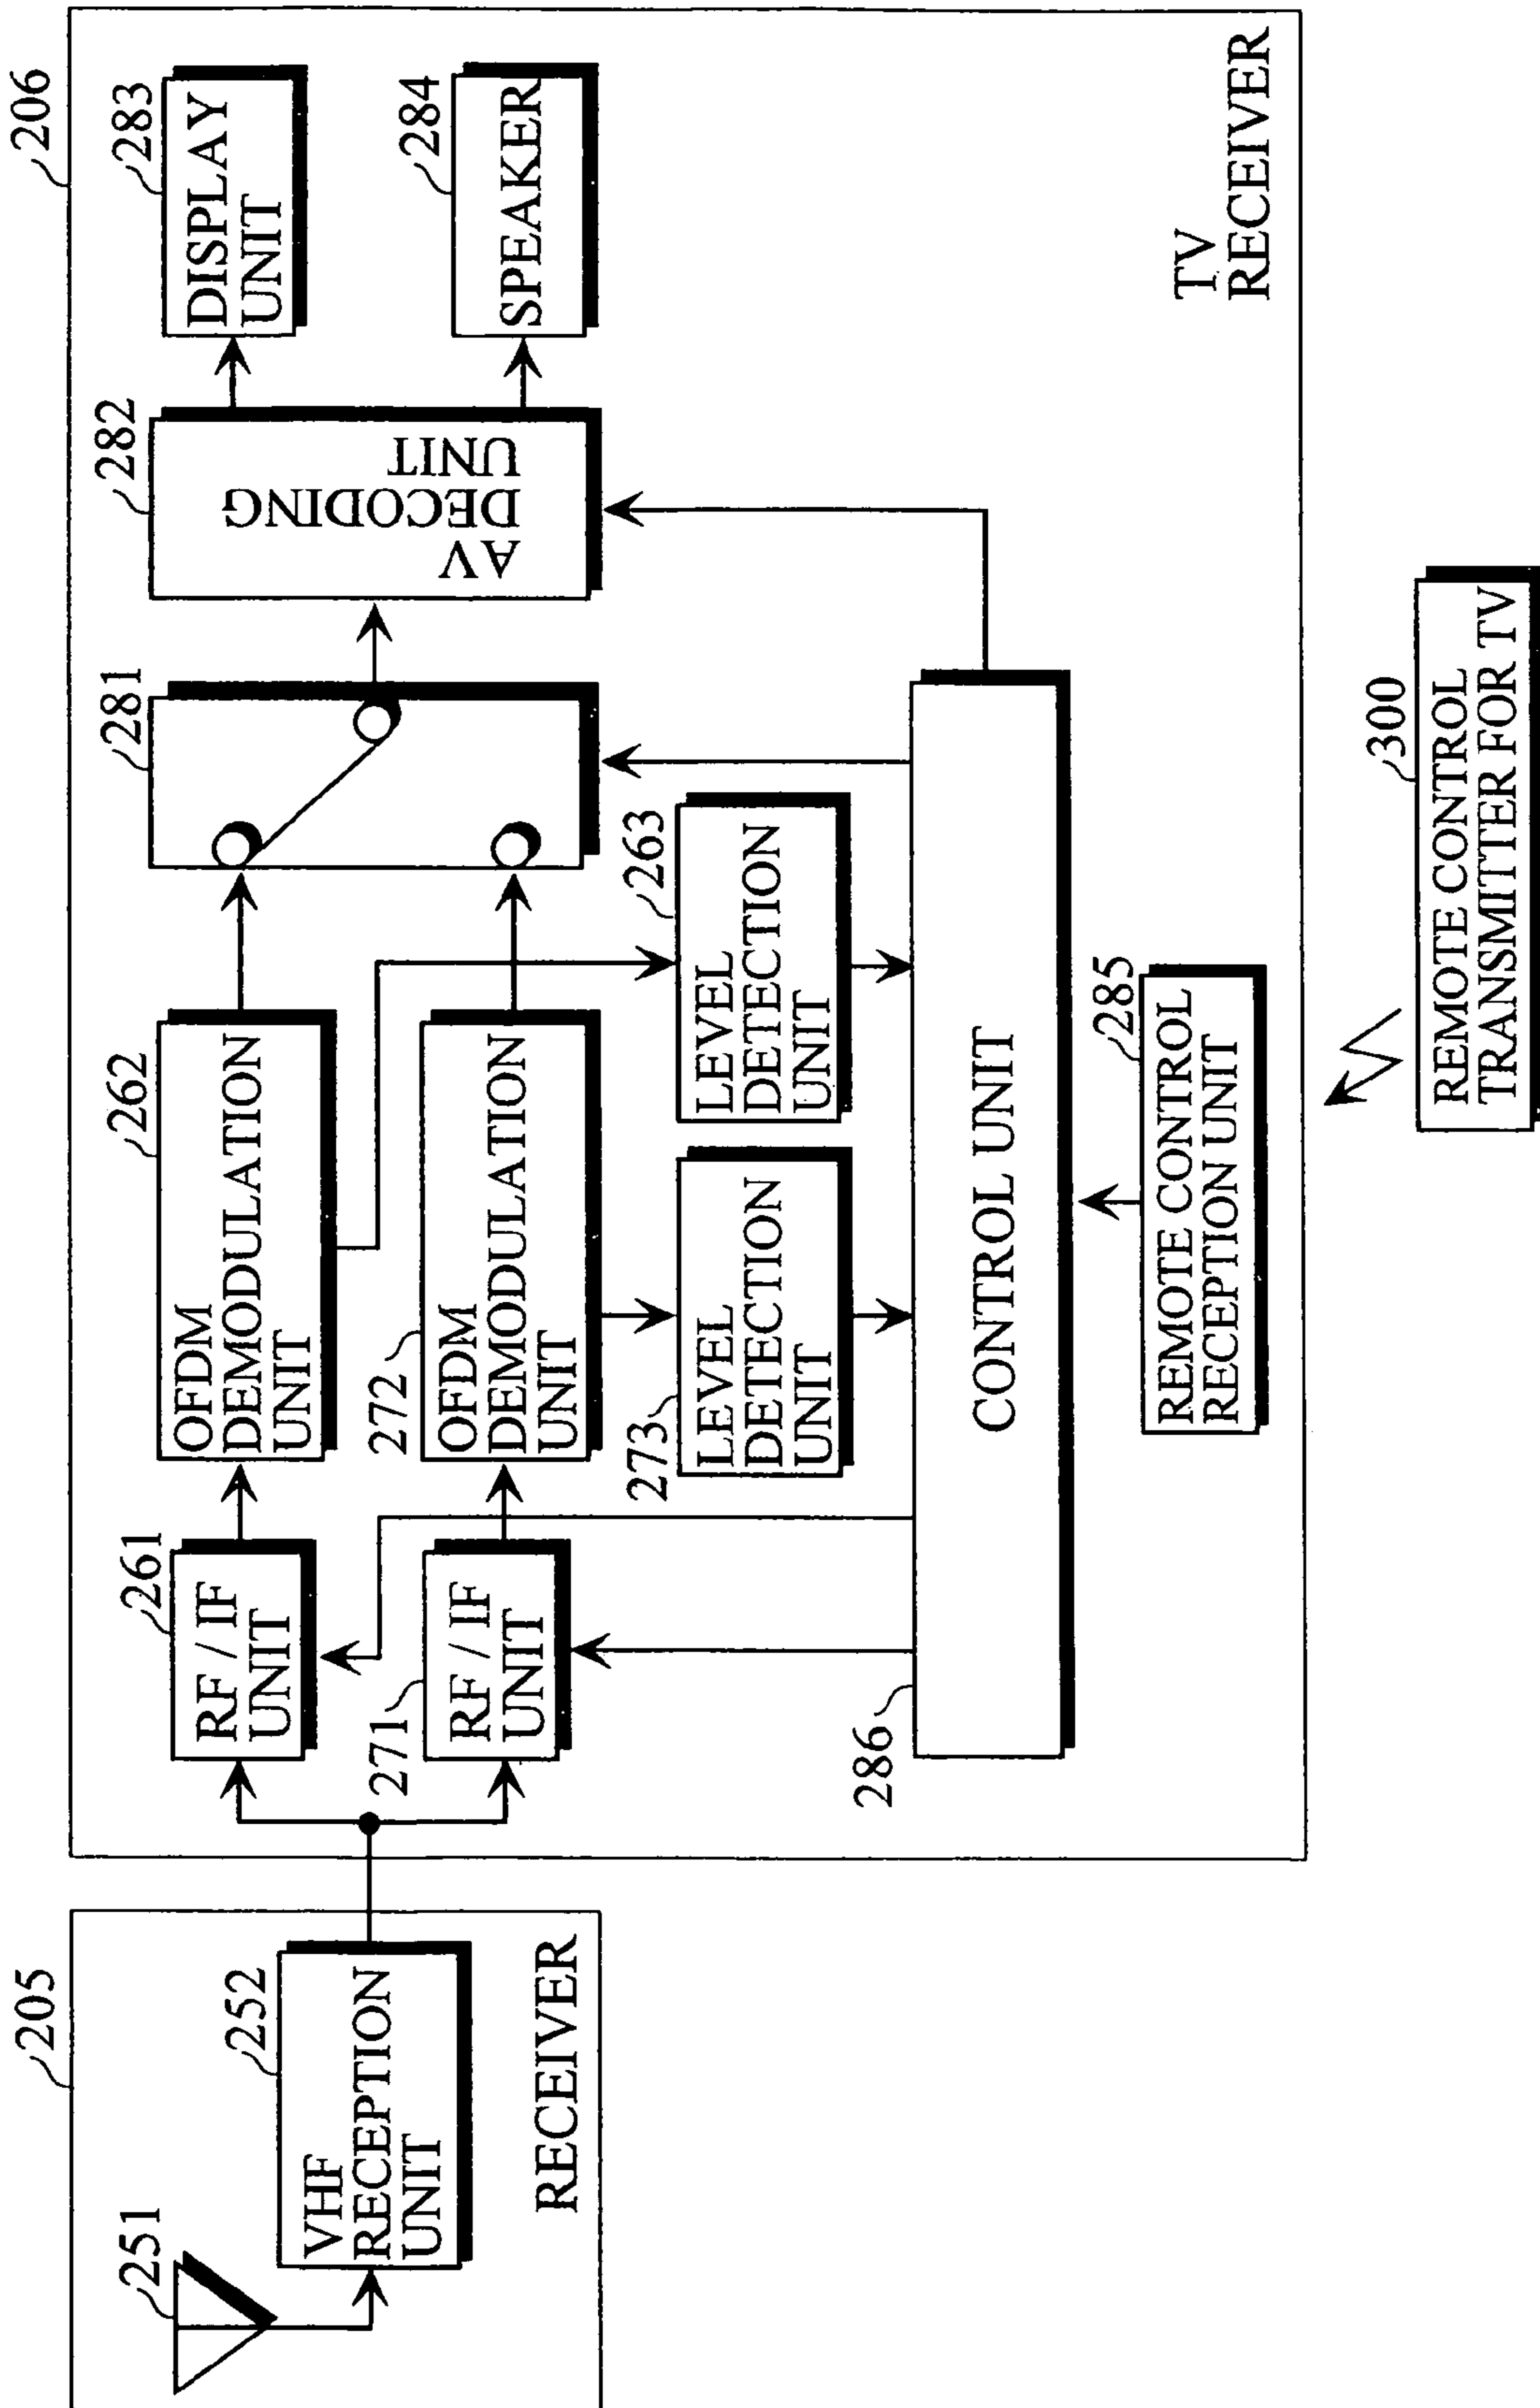 205
251
252
VHF
RECEPTION
UNIT
RECEIVER
206
261
RF / IF
UNIT
262
OFDM
DEMODULATION
UNIT
281
282
AV
DECODING
UNIT
283
DISPLAY
UNIT
284
SPEAKER
271
RF / IF
UNIT
272
OFDM
DEMODULATION
UNIT
273
LEVEL
DETECTION
UNIT
263
LEVEL
DETECTION
UNIT
286
CONTROL UNIT
285
REMOTE CONTROL
RECEPTION UNIT
TV
RECEIVER
300
REMOTE CONTROL
TRANSMITTER FOR TV